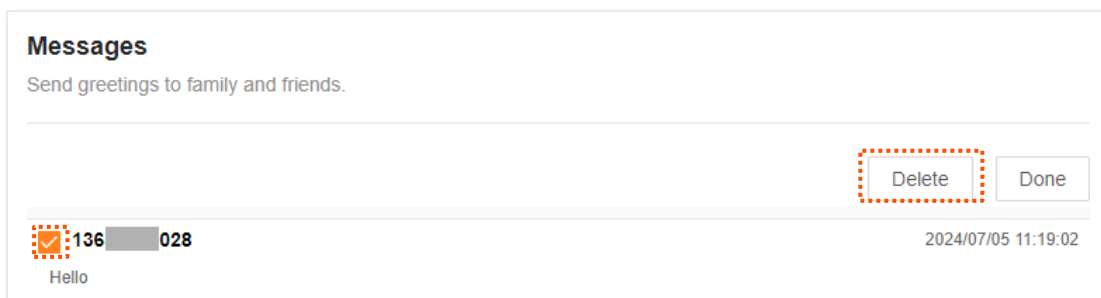 Messages
Send greetings to family and friends.
Delete Done
136 028 2024/07/05 11:19:02
Hello